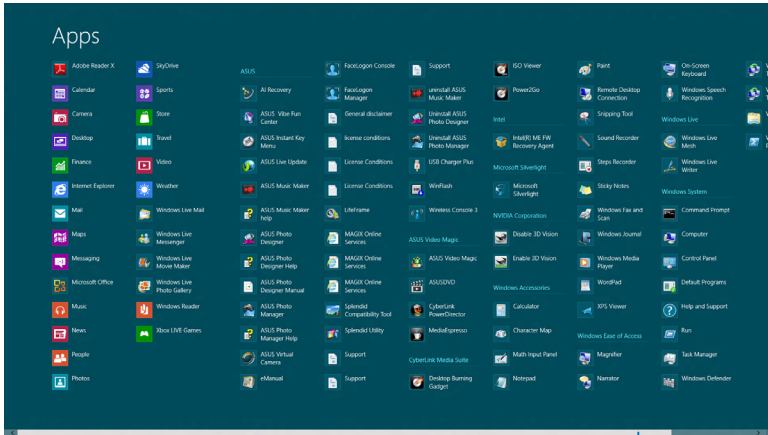 Apps
Adobe Reader X
Calendar
Camera
Desktop
Finance
Internet Explorer
Mail
Maps
Messaging
Microsoft Office
Music
News
People
Photos
SkyDrive
Sports
Store
Travel
Video
Weather
Windows Live Mail
Windows Live
Messenger
Windows Live
Movie Maker
Windows Live
Photo Gallery
Windows Reader
Xbox LIVE Games
ASUS
AI Recovery
ASUS Vibe Fun
Center
ASUS Instant Key
Menu
ASUS Live Update
ASUS Music Maker
ASUS Music Maker
help
ASUS Photo
Designer
ASUS Photo
Designer Help
ASUS Photo
Designer Manual
ASUS Photo
Manager
ASUS Photo
Manager Help
ASUS Virtual
Camera
eManual
FaceLogon Console
FaceLogon
Manager
General disclaimer
license conditions
License Conditions
License Conditions
LifeFrame
MAGIX Online
Services
MAGIX Online
Services
MAGIX Online
Services
Splendid
Compatibility Tool
Splendid Utility
Support
Support
Support
uninstall ASUS
Music Maker
Uninstall ASUS
Photo Designer
Uninstall ASUS
Photo Manager
USB Charger Plus
WinFlash
Wireless Console 3
ASUS Video Magic
ASUS Video Magic
ASUSDVD
CyberLink
PowerDirector
MediaEspresso
CyberLink Media Suite
Desktop Burning
Gadget
ISO Viewer
Power2Go
Intel
Intel(R) ME FW
Recovery Agent
Microsoft Silverlight
Microsoft
Silverlight
NVIDIA Corporation
Disable 3D Vision
Enable 3D Vision
Windows Accessories
Calculator
Character Map
Math Input Panel
Notepad
Paint
Remote Desktop
Connection
Snipping Tool
Sound Recorder
Steps Recorder
Sticky Notes
Windows Fax and
Scan
Windows Journal
Windows Media
Player
WordPad
XPS Viewer
Windows Ease of Access
Magnifier
Narrator
On-Screen
Keyboard
Windows Speech
Recognition
Windows Live
Windows Live
Mesh
Windows Live
Writer
Windows System
Command Prompt
Computer
Control Panel
Default Programs
Help and Support
Run
Task Manager
Windows Defender